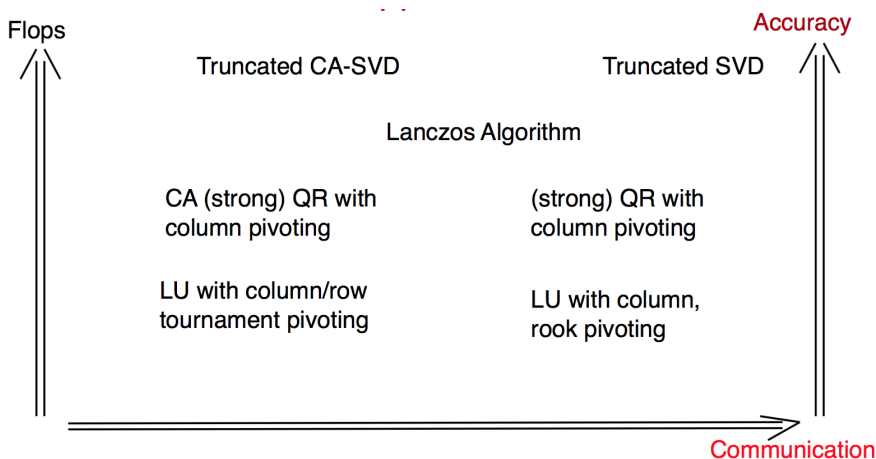 Flops
Accuracy
Truncated CA-SVD
Truncated SVD
Lanczos Algorithm
CA (strong) QR with
column pivoting
(strong) QR with
column pivoting
LU with column/row
tournament pivoting
LU with column,
rook pivoting
Communication